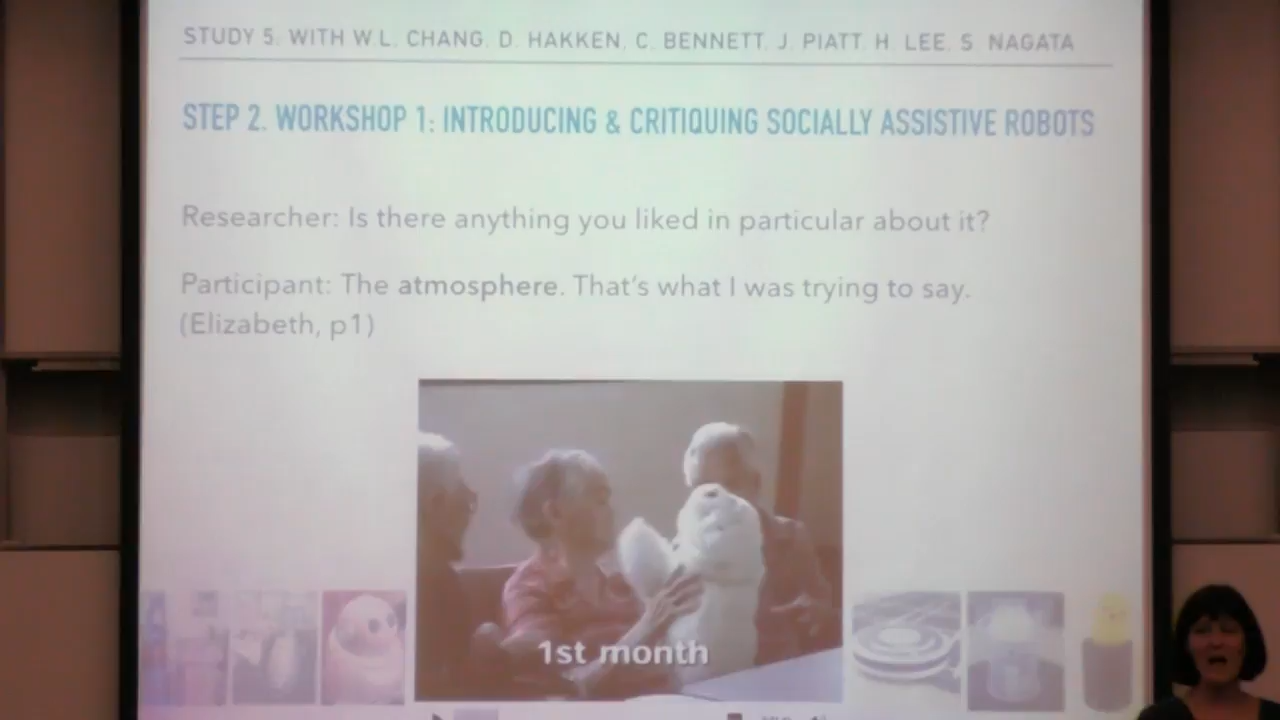 STUDY 5. WITH W.L. CHANG. D. HAKKEN, C. BENNETT, J. PIATT, H. LEE, S. NAGATA
STEP 2. WORKSHOP 1: INTRODUCING & CRITIQUING SOCIALLY ASSISTIVE ROBOTS
Researcher: Is there anything you liked in particular about it?
Participant: The atmosphere. That's what I was trying to say.
(Elizabeth, p1)
1st month